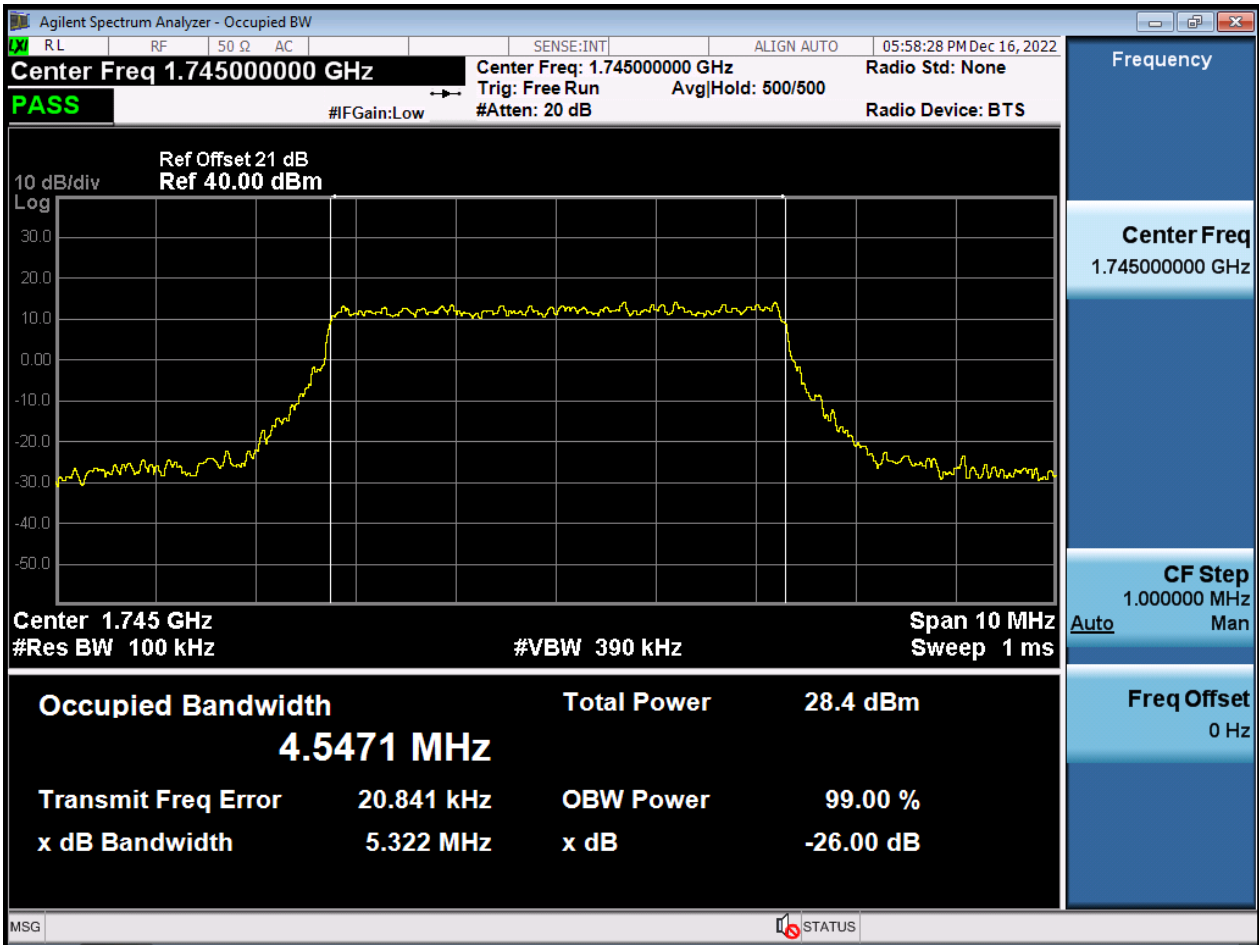 Agilent Spectrum Analyzer - Occupied BW
LXI RL RF 50 Ω AC SENSE:INT ALIGN AUTO 05:58:28 PM Dec 16, 2022
Center Freq 1.745000000 GHz
Center Freq: 1.745000000 GHz
Radio Std: None
Trig: Free Run Avg|Hold: 500/500
PASS
#IFGain:Low
#Atten: 20 dB
Radio Device: BTS
Ref Offset 21 dB
10 dB/div Ref 40.00 dBm
Log
30.0
20.0
10.0
0.00
-10.0
-20.0
-30.0
-40.0
-50.0
Center 1.745 GHz Span 10 MHz
#Res BW 100 kHz #VBW 390 kHz Sweep 1 ms
Occupied Bandwidth Total Power 28.4 dBm
4.5471 MHz
Transmit Freq Error 20.841 kHz OBW Power 99.00 %
x dB Bandwidth 5.322 MHz x dB -26.00 dB
MSG STATUS
Frequency
Center Freq
1.745000000 GHz
CF Step
1.000000 MHz
Auto Man
Freq Offset
0 Hz